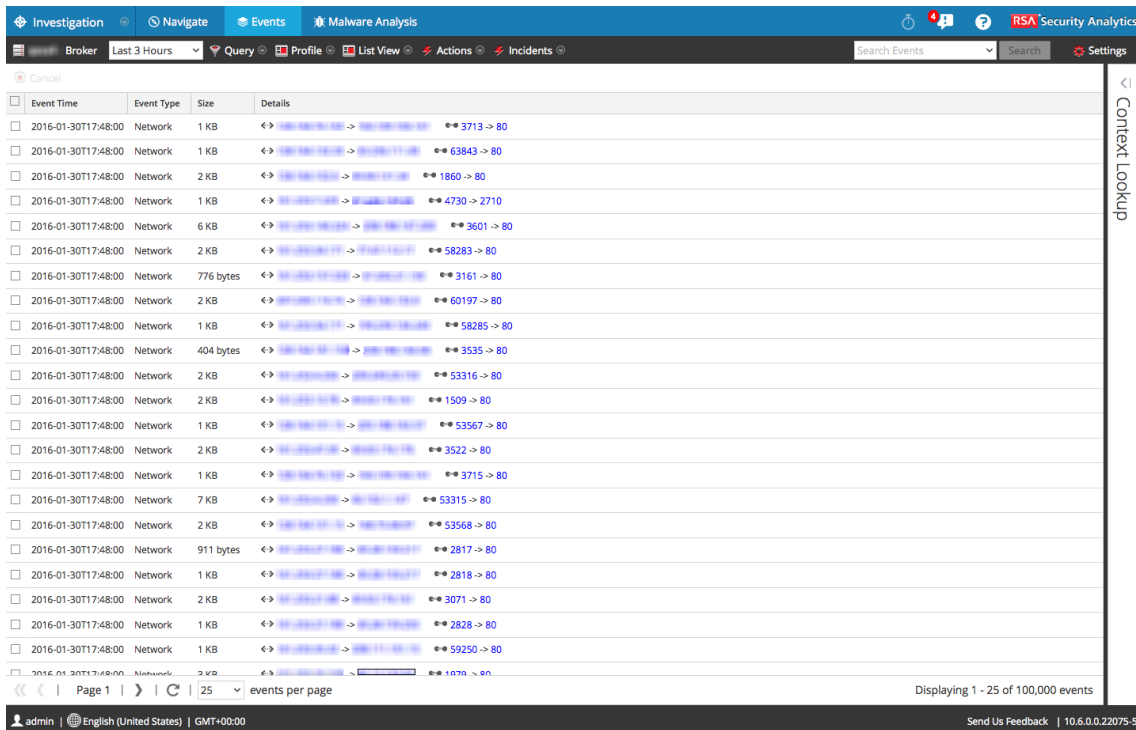 Investigation Navigate Events Malware Analysis 4 ? RSA Security Analytics
Broker Last 3 Hours Query Profile List View Actions Incidents Search Events Search Settings
Cancel
Context Lookup
Event Time Event Type Size Details
2016-01-30T17:48:00 Network 1 KB -> 3713 -> 80
2016-01-30T17:48:00 Network 1 KB -> 63843 -> 80
2016-01-30T17:48:00 Network 2 KB -> 1860 -> 80
2016-01-30T17:48:00 Network 1 KB -> 4730 -> 2710
2016-01-30T17:48:00 Network 6 KB -> 3601 -> 80
2016-01-30T17:48:00 Network 2 KB -> 58283 -> 80
2016-01-30T17:48:00 Network 776 bytes -> 3161 -> 80
2016-01-30T17:48:00 Network 2 KB -> 60197 -> 80
2016-01-30T17:48:00 Network 1 KB -> 58285 -> 80
2016-01-30T17:48:00 Network 404 bytes -> 3535 -> 80
2016-01-30T17:48:00 Network 2 KB -> 53316 -> 80
2016-01-30T17:48:00 Network 2 KB -> 1509 -> 80
2016-01-30T17:48:00 Network 1 KB -> 53567 -> 80
2016-01-30T17:48:00 Network 2 KB -> 3522 -> 80
2016-01-30T17:48:00 Network 1 KB -> 3715 -> 80
2016-01-30T17:48:00 Network 7 KB -> 53315 -> 80
2016-01-30T17:48:00 Network 2 KB -> 53568 -> 80
2016-01-30T17:48:00 Network 911 bytes -> 2817 -> 80
2016-01-30T17:48:00 Network 1 KB -> 2818 -> 80
2016-01-30T17:48:00 Network 2 KB -> 3071 -> 80
2016-01-30T17:48:00 Network 1 KB -> 2828 -> 80
2016-01-30T17:48:00 Network 1 KB -> 59250 -> 80
2016-01-30T17:48:00 Network 3 KB -> 1979 -> 80
Page 1 | 25 events per page Displaying 1 - 25 of 100,000 events
admin | English (United States) | GMT+00:00 Send Us Feedback | 10.6.0.0.22075-5